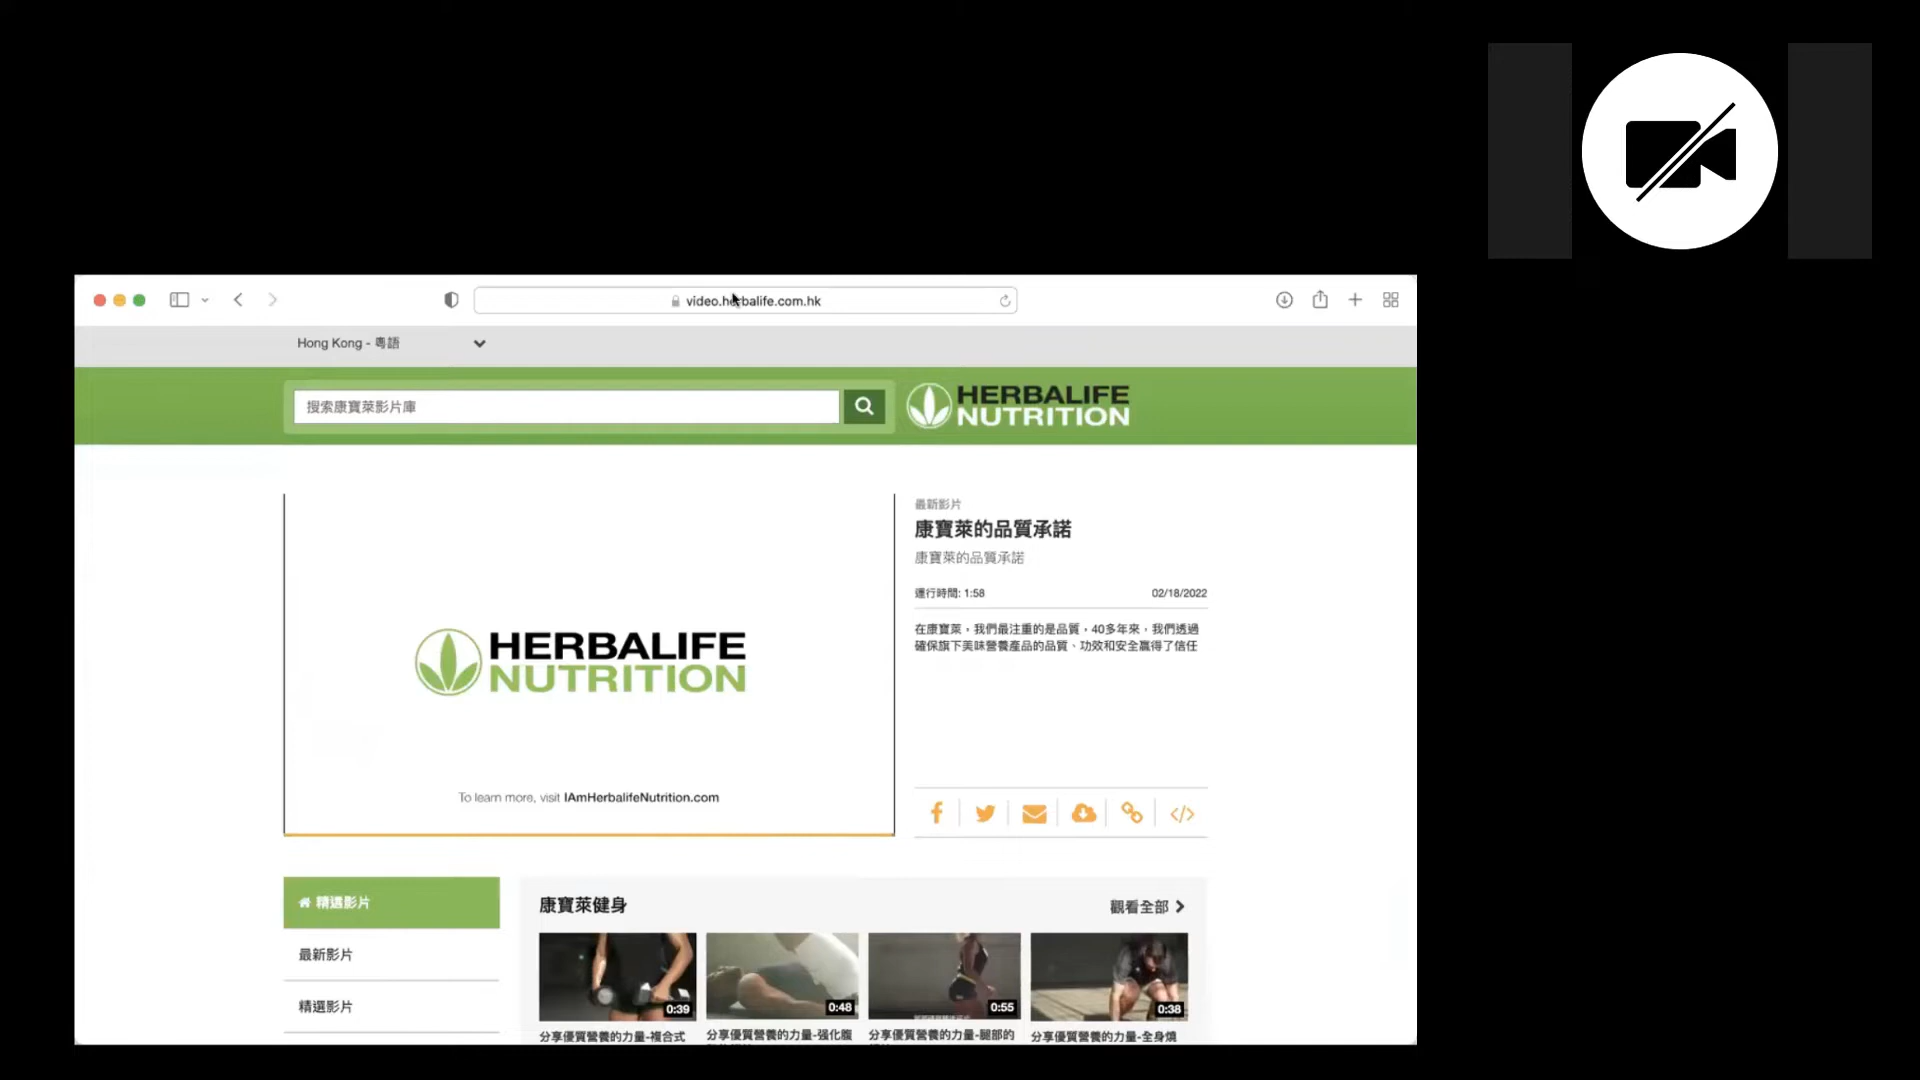 video.herbalife.com.hk
Hong Kong - 粵語
搜索康寶萊影片庫
HERBALIFE
NUTRITION
最新影片
康寶萊的品質承諾
康寶萊的品質承諾
運行時間: 1:58
02/18/2022
在康寶萊，我們最注重的是品質，40多年來，我們透過
確保旗下美味營養產品的品質、功效和安全贏得了信任
HERBALIFE
NUTRITION
To learn more, visit IAmHerbalifeNutrition.com
精選影片
最新影片
精選影片
康寶萊健身
觀看全部
0:39
0:48
0:55
0:38
分享優質營養的力量-複合式
分享優質營養的力量-強化腹
分享優質營養的力量-腿部的
分享優質營養的力量-全身燒